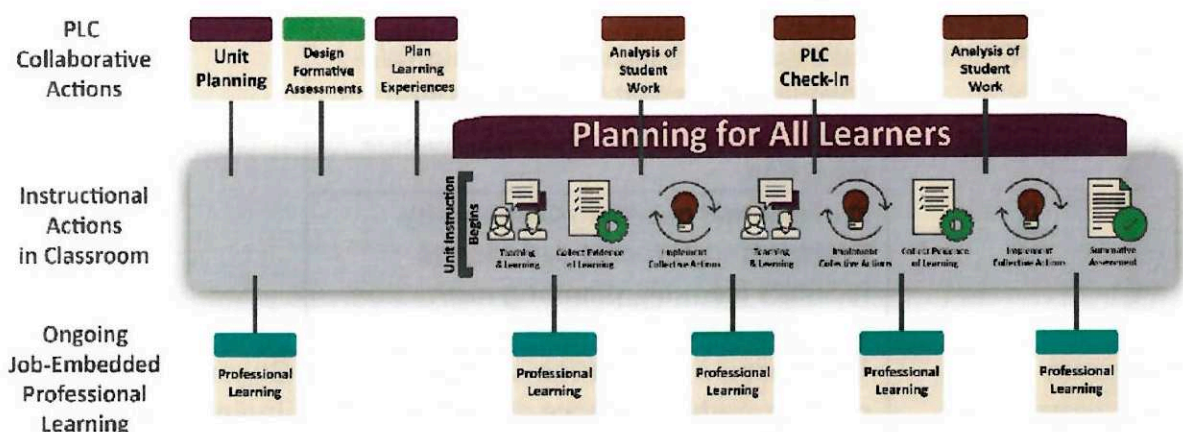 PLC
Collaborative
Actions
Unit
Planning
Design
Formative
Assessments
Plan
Learning
Experiences
Analysis of
Student
Work
PLC
Check-In
Analysis of
Student
Work
Planning for All Learners
Instructional
Actions
in Classroom
Unit Instruction
Begins
Teaching
& Learning
Collect Evidence
of Learning
Implement
Collective Actions
Teaching
& Learning
Implement
Collective Actions
Collect Evidence
of Learning
Implement
Collective Actions
Summative
Assessment
Ongoing
Job-Embedded
Professional
Learning
Professional
Learning
Professional
Learning
Professional
Learning
Professional
Learning
Professional
Learning